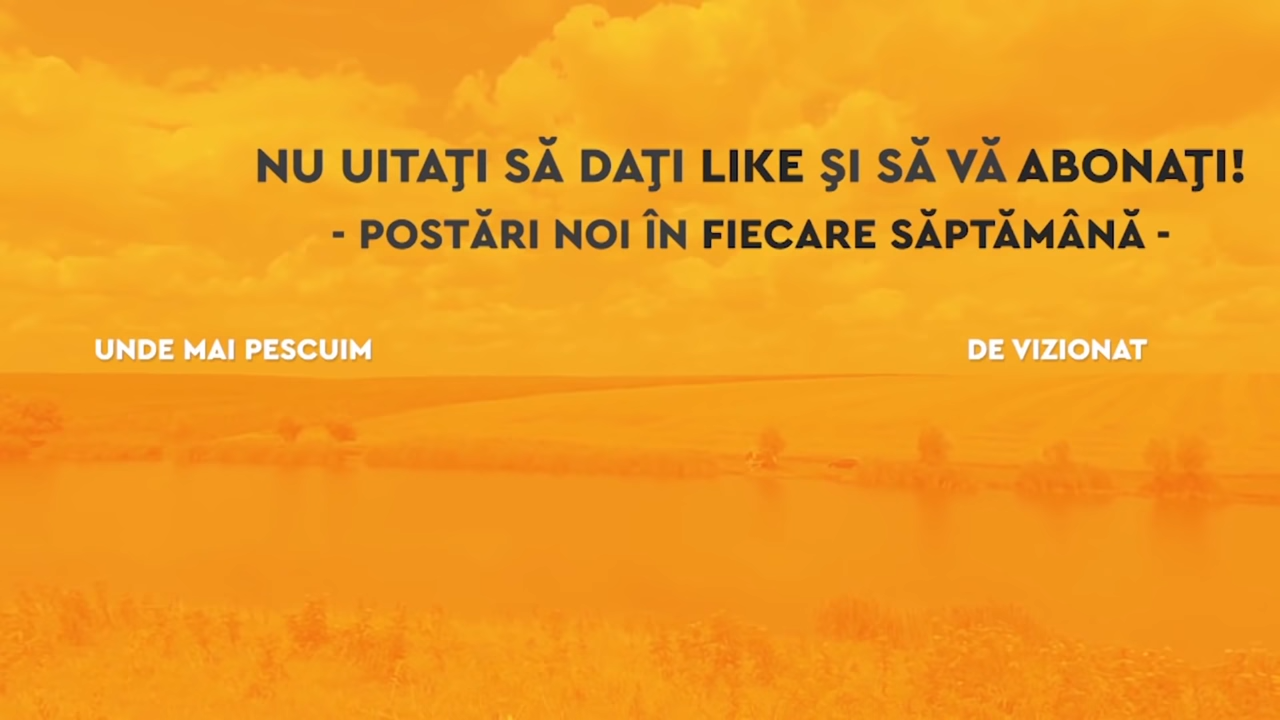 NU UITAŢI SĂ DAŢI LIKE ŞI SĂ VĂ ABONAŢI!
- POSTĂRI NOI ÎN FIECARE SĂPTĂMÂNĂ -
UNDE MAI PESCUIM
DE VIZIONAT